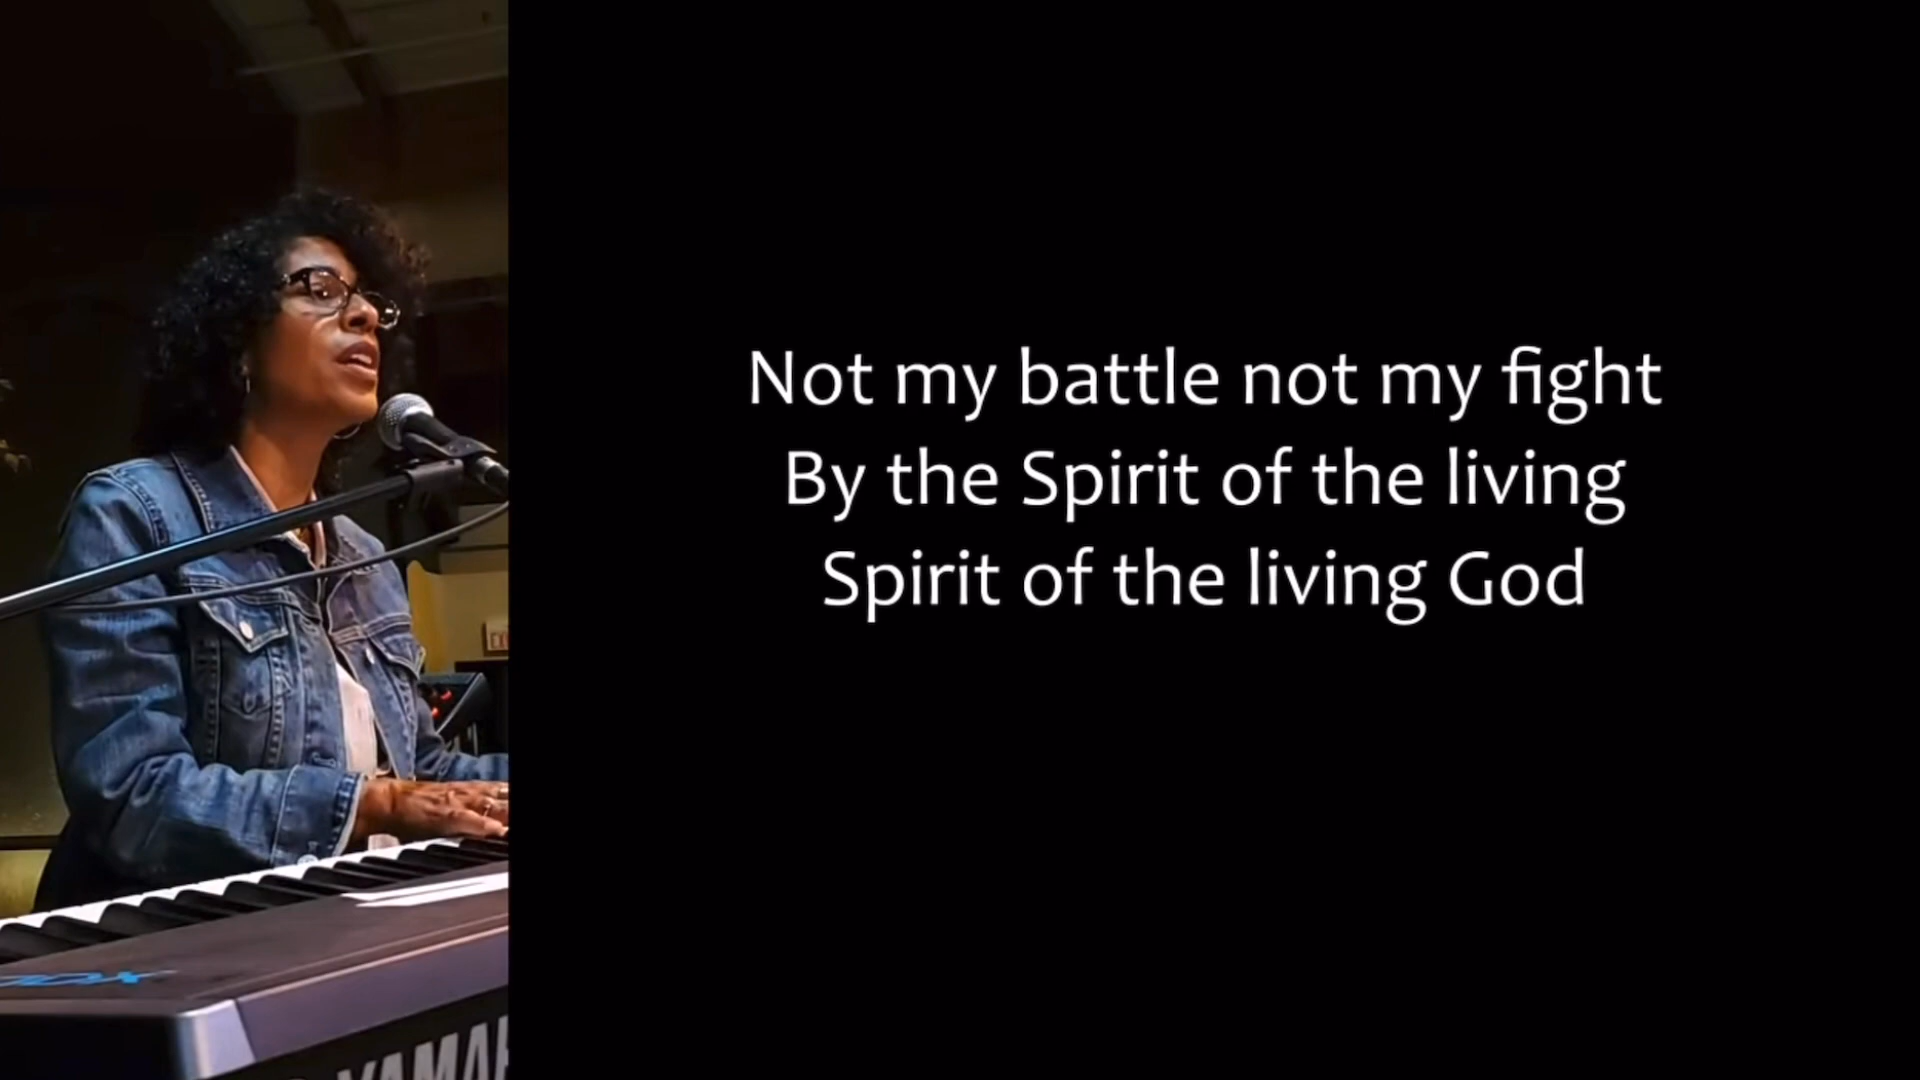 Not my battle not my fight
By the Spirit of the living
Spirit of the living God